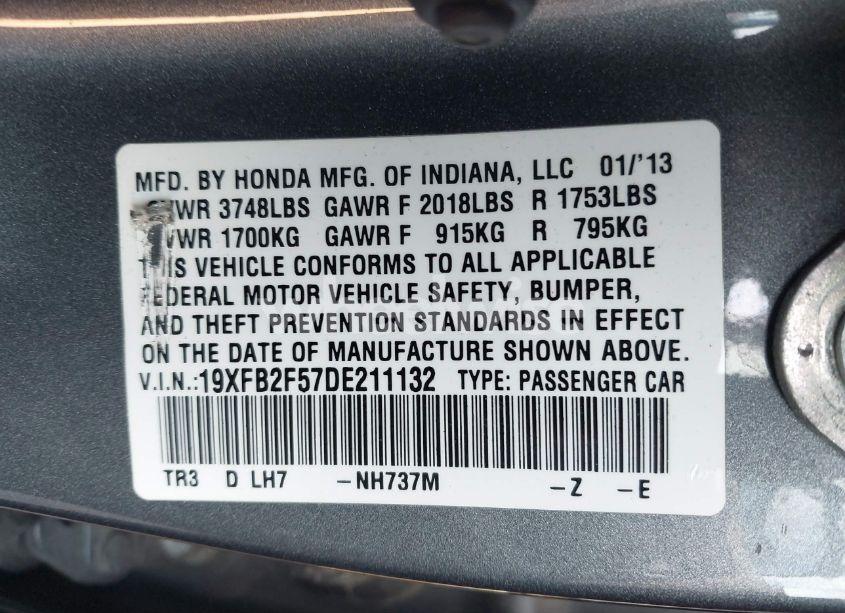 MFD. BY HONDA MFG. OF INDIANA, LLC 01/'13
GVWR 3748LBS GAWR F 2018LBS R 1753LBS
GVWR 1700KG GAWR F 915KG R 795KG
THIS VEHICLE CONFORMS TO ALL APPLICABLE
FEDERAL MOTOR VEHICLE SAFETY, BUMPER,
AND THEFT PREVENTION STANDARDS IN EFFECT
ON THE DATE OF MANUFACTURE SHOWN ABOVE.
V.I.N.:19XFB2F57DE211132 TYPE: PASSENGER CAR
TR3 D LH7 -NH737M -Z -E